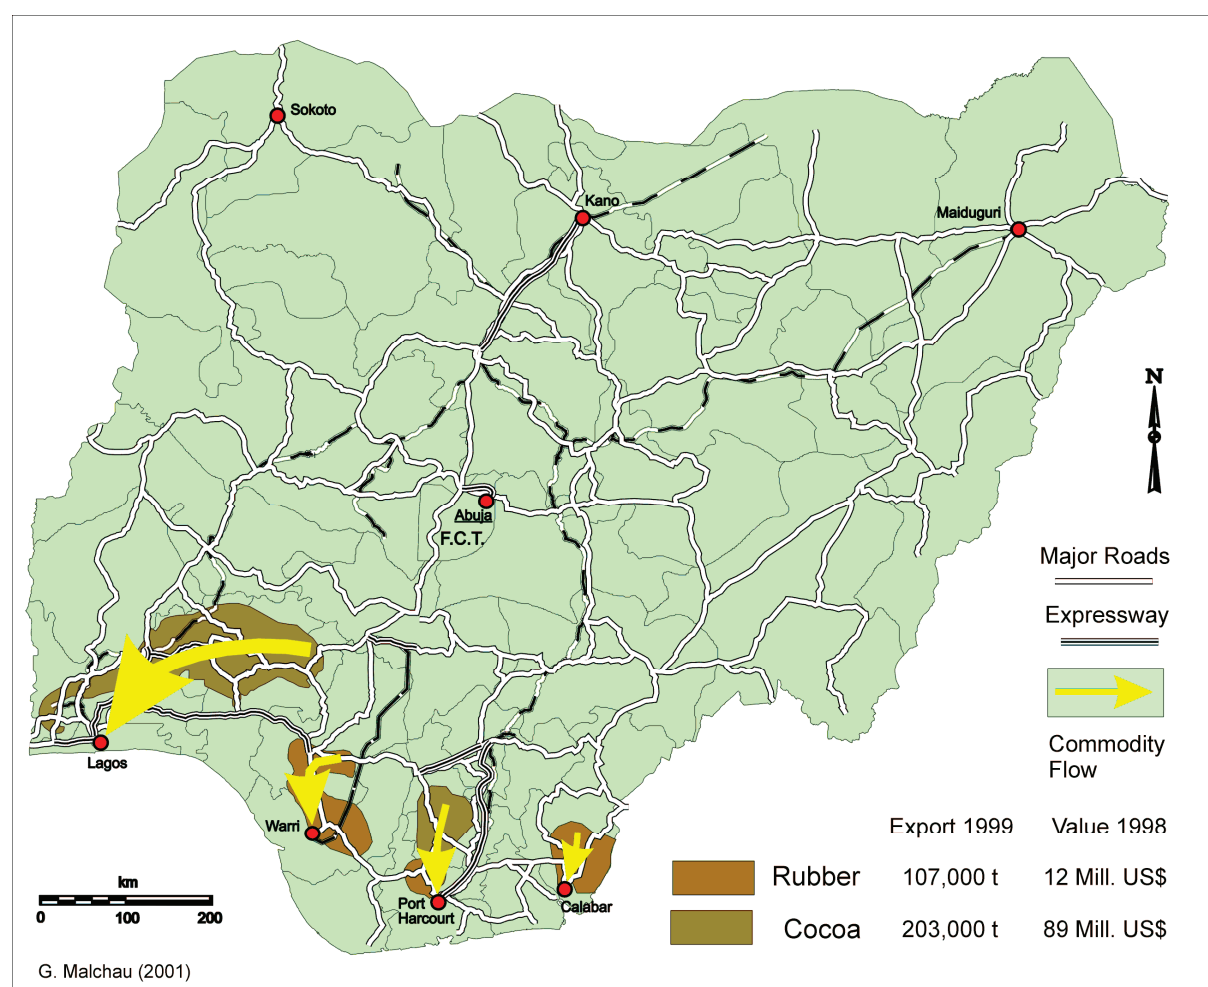 Sokoto
Kano
Maiduguri
N
Abuja
F.C.T.
Major Roads
Expressway
Commodity
Flow
Lagos
Warri
Port
Harcourt
Calabar
Export 1999 Value 1998
Rubber 107,000 t 12 Mill. US$
Cocoa 203,000 t 89 Mill. US$
km
0 100 200
G. Malchau (2001)